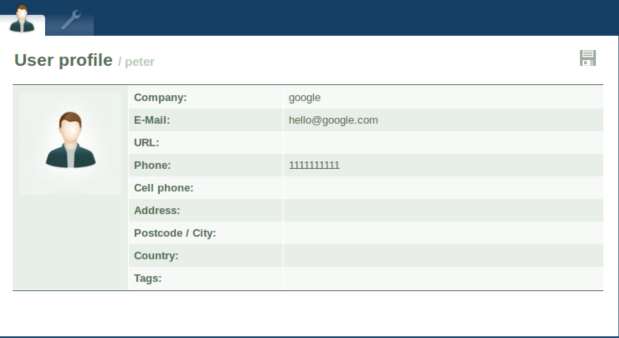 User profile / peter
Company: google
E-Mail: hello@google.com
URL:
Phone: 1111111111
Cell phone:
Address:
Postcode / City:
Country:
Tags: